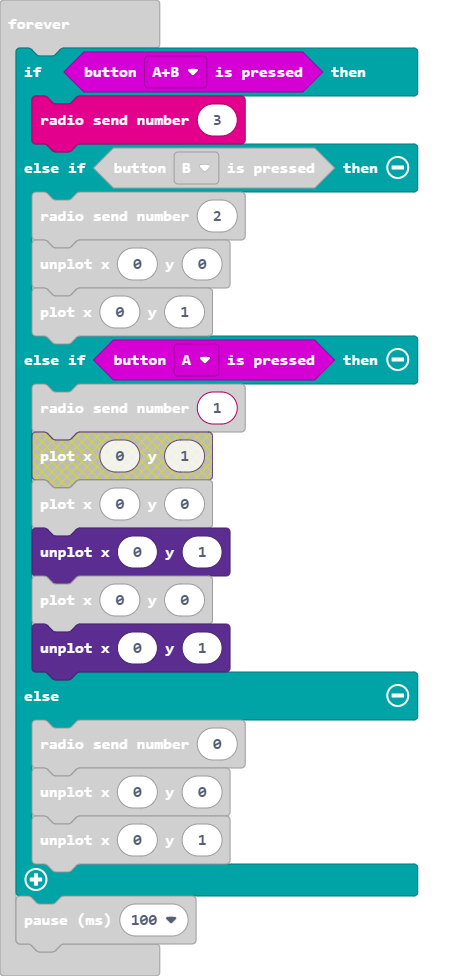 forever
if button A+B is pressed then
radio send number 3
else if button B is pressed then
radio send number 2
unplot x 0 y 0
plot x 0 y 1
else if button A is pressed then
radio send number 1
plot x 0 y 1
plot x 0 y 0
unplot x 0 y 1
plot x 0 y 0
unplot x 0 y 1
else
radio send number 0
unplot x 0 y 0
unplot x 0 y 1
pause (ms) 100